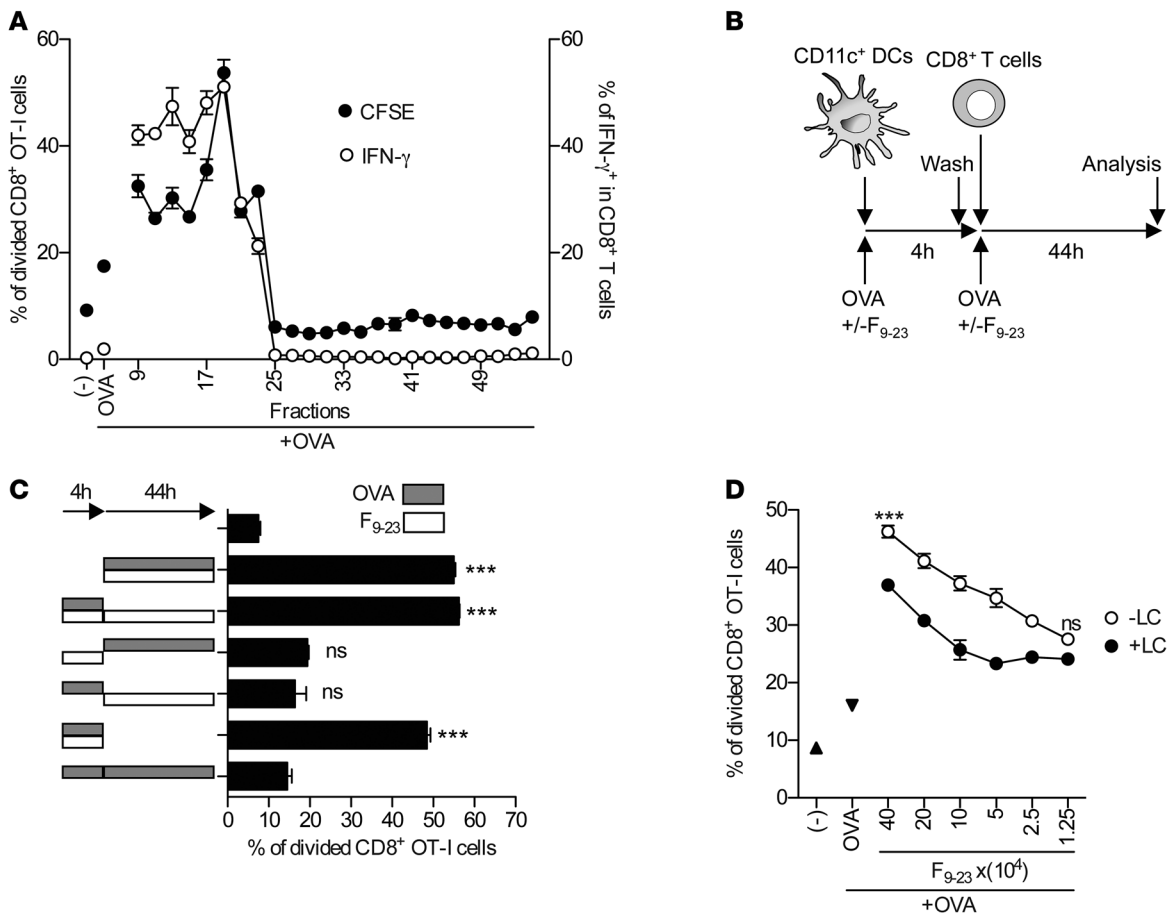 A
% of divided CD8+ OT-I cells
60
40
20
0
60
40
20
0
% of IFN-γ+ in CD8+ T cells
CFSE
IFN-γ
(-)
OVA
9
17
25
33
41
49
Fractions
+OVA
B
CD11c+ DCs
CD8+ T cells
Wash
Analysis
4h
44h
OVA
+/-F9-23
OVA
+/-F9-23
C
4h
44h
OVA
F9-23
***
***
ns
ns
***
0 10 20 30 40 50 60 70
% of divided CD8+ OT-I cells
D
% of divided CD8+ OT-I cells
50
40
30
20
10
0
***
ns
-LC
+LC
(-)
OVA
40
20
10
5
2.5
1.25
F9-23 x(10⁴)
+OVA